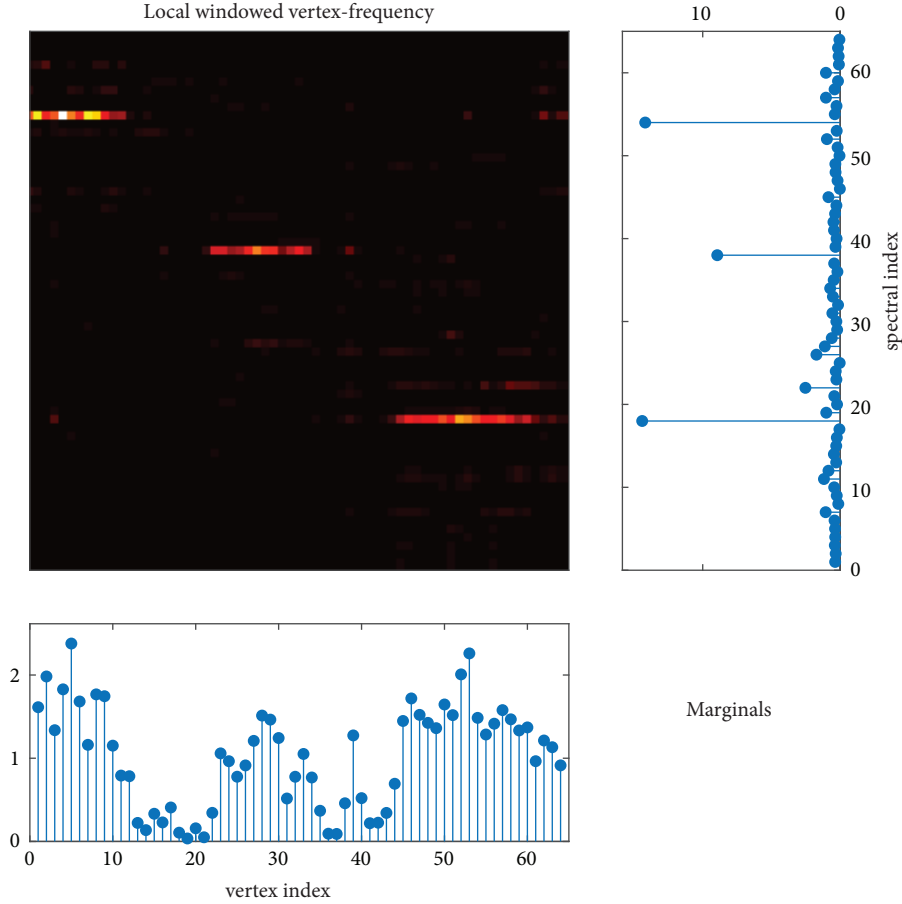 Local windowed vertex-frequency
10 0
60
50
40
30
20
10
0
spectral index
2
1
0
0 10 20 30 40 50 60
vertex index
Marginals